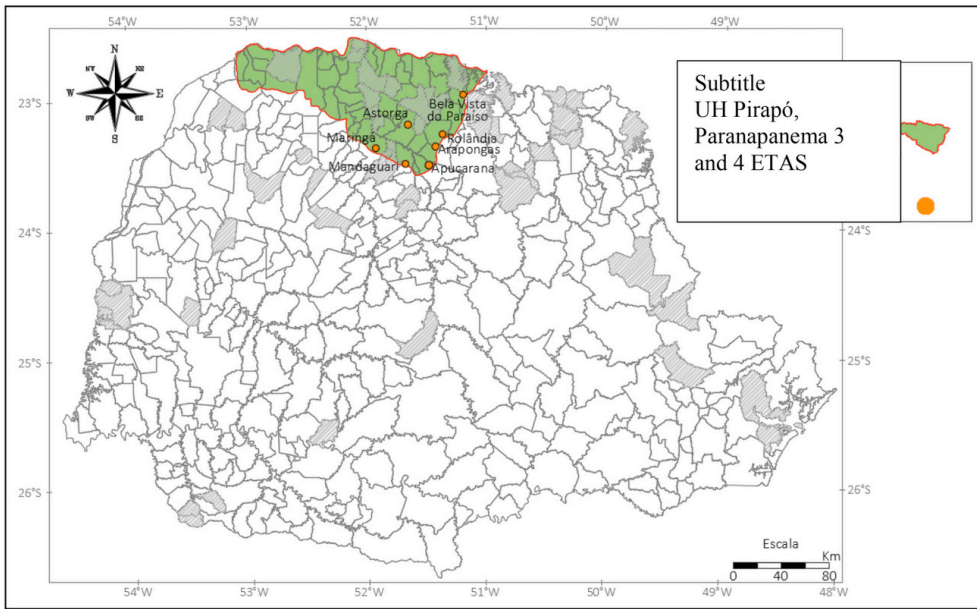 54°W 53°W 52°W 51°W 50°W 49°W
N
NV NE
W E
SW SE
S
23°S
24°S
25°S
26°S
Bela Vista
do Paraíso
Astorga
Rolândia
Maringá
Arapongas
Mandaguari
Apucarana
Subtitle
UH Pirapó,
Paranapanema 3
and 4 ETAS
24°S
25°S
26°S
Escala
Km
0 40 80
54°W 53°W 52°W 51°W 50°W 49°W 48°W